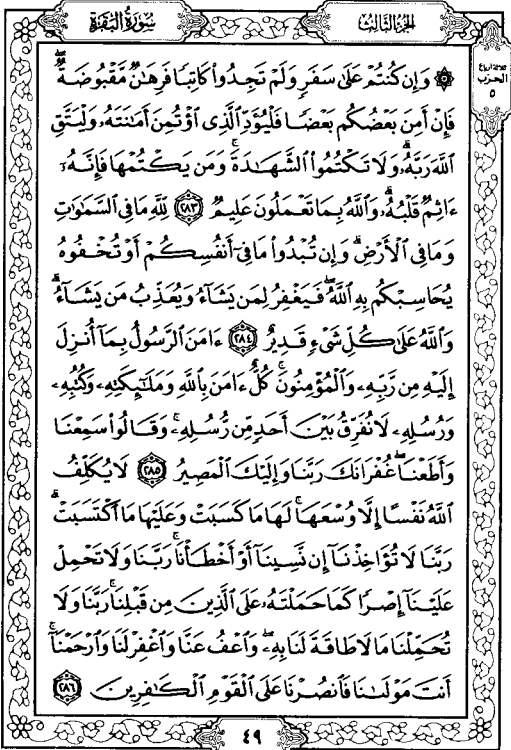 سُورَةُ البَقَرَةِ
الجزء الثالث
ثلاثة أرباع
الحزب
٥
۞ وَإِن كُنتُمْ عَلَىٰ سَفَرٍ وَلَمْ تَجِدُوا۟ كَاتِبًا فَرِهَٰنٌ مَّقْبُوضَةٌ ۖ
فَإِنْ أَمِنَ بَعْضُكُم بَعْضًا فَلْيُؤَدِّ ٱلَّذِى ٱؤْتُمِنَ أَمَٰنَتَهُۥ وَلْيَتَّقِ
ٱللَّهَ رَبَّهُۥ ۗ وَلَا تَكْتُمُوا۟ ٱلشَّهَٰدَةَ ۚ وَمَن يَكْتُمْهَا فَإِنَّهُۥٓ
ءَاثِمٌ قَلْبُهُۥ ۗ وَٱللَّهُ بِمَا تَعْمَلُونَ عَلِيمٌ ٢٨٣ لِّلَّهِ مَا فِى ٱلسَّمَٰوَٰتِ
وَمَا فِى ٱلْأَرْضِ ۗ وَإِن تُبْدُوا۟ مَا فِىٓ أَنفُسِكُمْ أَوْ تُخْفُوهُ
يُحَاسِبْكُم بِهِ ٱللَّهُ ۖ فَيَغْفِرُ لِمَن يَشَآءُ وَيُعَذِّبُ مَن يَشَآءُ ۗ
وَٱللَّهُ عَلَىٰ كُلِّ شَىْءٍ قَدِيرٌ ٢٨٤ ءَامَنَ ٱلرَّسُولُ بِمَآ أُنزِلَ
إِلَيْهِ مِن رَّبِّهِۦ وَٱلْمُؤْمِنُونَ ۚ كُلٌّ ءَامَنَ بِٱللَّهِ وَمَلَٰٓئِكَتِهِۦ وَكُتُبِهِۦ
وَرُسُلِهِۦ لَا نُفَرِّقُ بَيْنَ أَحَدٍ مِّن رُّسُلِهِۦ ۚ وَقَالُوا۟ سَمِعْنَا
وَأَطَعْنَا ۖ غُفْرَانَكَ رَبَّنَا وَإِلَيْكَ ٱلْمَصِيرُ ٢٨٥ لَا يُكَلِّفُ
ٱللَّهُ نَفْسًا إِلَّا وُسْعَهَا ۚ لَهَا مَا كَسَبَتْ وَعَلَيْهَا مَا ٱكْتَسَبَتْ ۗ
رَبَّنَا لَا تُؤَاخِذْنَآ إِن نَّسِينَآ أَوْ أَخْطَأْنَا ۚ رَبَّنَا وَلَا تَحْمِلْ
عَلَيْنَآ إِصْرًا كَمَا حَمَلْتَهُۥ عَلَى ٱلَّذِينَ مِن قَبْلِنَا ۚ رَبَّنَا وَلَا
تُحَمِّلْنَا مَا لَا طَاقَةَ لَنَا بِهِۦ ۖ وَٱعْفُ عَنَّا وَٱغْفِرْ لَنَا وَٱرْحَمْنَآ ۚ
أَنتَ مَوْلَىٰنَا فَٱنصُرْنَا عَلَى ٱلْقَوْمِ ٱلْكَٰفِرِينَ ٢٨٦
٤٩